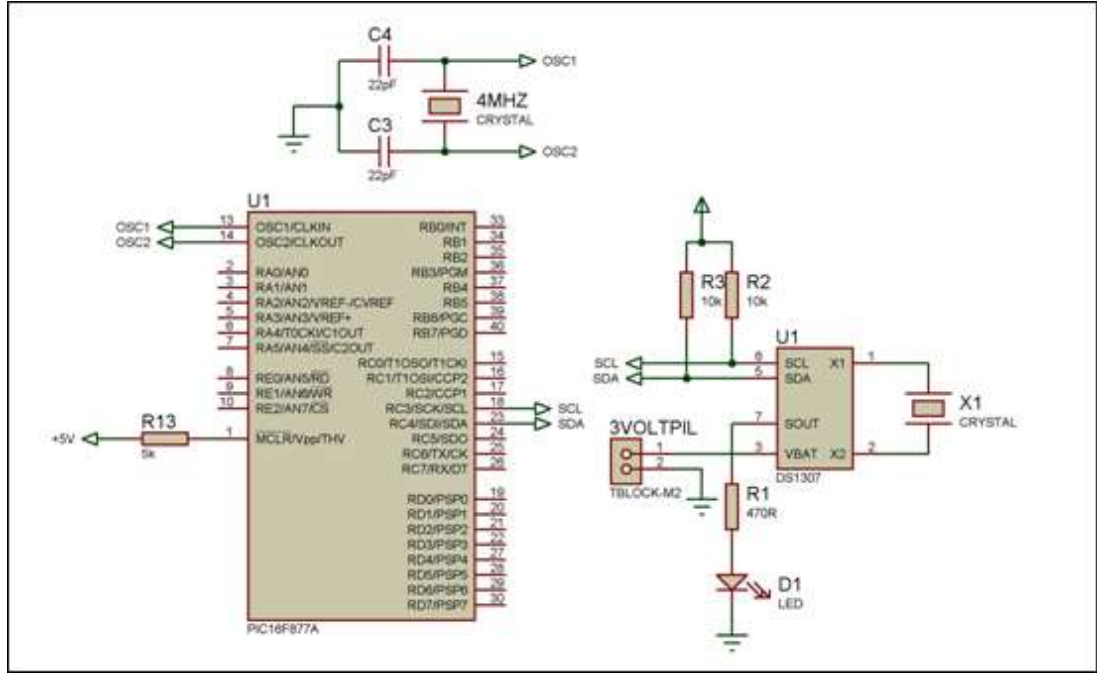 C4
22pF
OSC1
4MHZ
CRYSTAL
C3
22pF
OSC2
U1
OSC1
13
OSC1/CLKIN
OSC2
14
OSC2/CLKOUT
2
RA0/AN0
3
RA1/AN1
4
RA2/AN2/VREF-/CVREF
5
RA3/AN3/VREF+
6
RA4/T0CKI/C1OUT
7
RA5/AN4/SS/C2OUT
8
RE0/AN5/RD
9
RE1/AN6/WR
10
RE2/AN7/CS
R13
+5V
5k
1
MCLR/Vpp/THV
RB0/INT
33
RB1
34
RB2
35
RB3/PGM
36
RB4
37
RB5
38
RB6/PGC
39
RB7/PGD
40
RC0/T1OSO/T1CKI
15
RC1/T1OSI/CCP2
16
RC2/CCP1
17
RC3/SCK/SCL
18
SCL
RC4/SDI/SDA
23
SDA
RC5/SDO
24
RC6/TX/CK
25
RC7/RX/DT
26
RD0/PSP0
19
RD1/PSP1
20
RD2/PSP2
21
RD3/PSP3
22
RD4/PSP4
27
RD5/PSP5
28
RD6/PSP6
29
RD7/PSP7
30
PIC16F877A
R3
10k
R2
10k
U1
SCL
6
SCL
X1
1
SDA
5
SDA
X1
CRYSTAL
7
SOUT
3VOLTPIL
1
2
3
VBAT
X2
2
TBLOCK-M2
DS1307
R1
470R
D1
LED